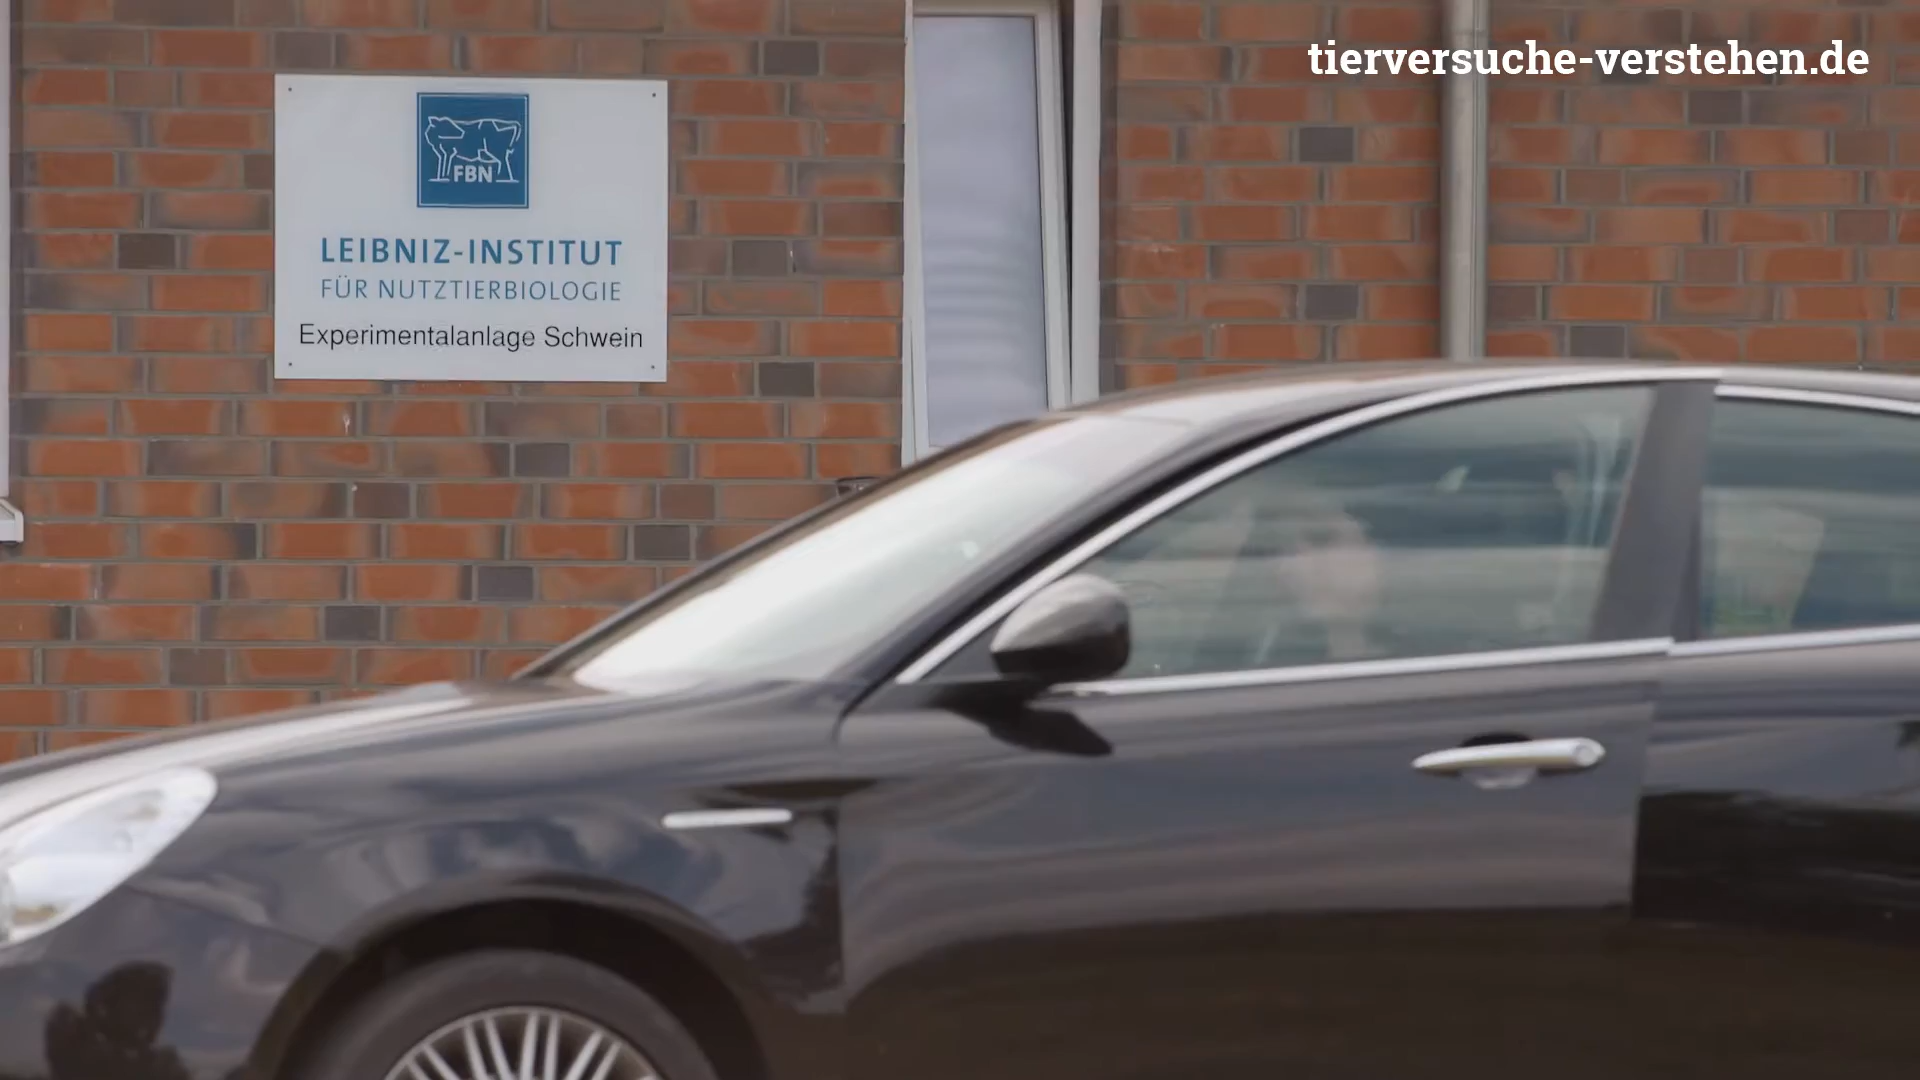 tierversuche-verstehen.de
FBN
LEIBNIZ-INSTITUT
FÜR NUTZTIERBIOLOGIE
Experimentalanlage Schwein